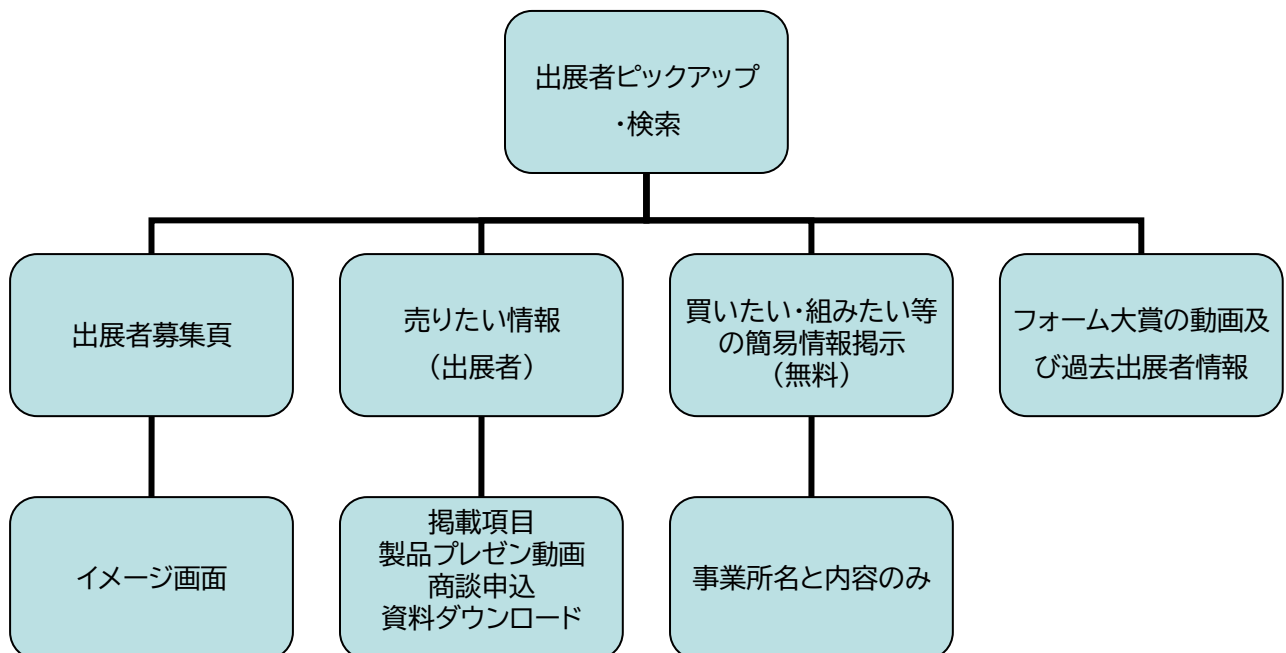 出展者ピックアップ
・検索
出展者募集頁
売りたい情報
（出展者）
買いたい・組みたい等
の簡易情報掲示
（無料）
フォーム大賞の動画及
び過去出展者情報
イメージ画面
掲載項目
製品プレゼン動画
商談申込
資料ダウンロード
事業所名と内容のみ